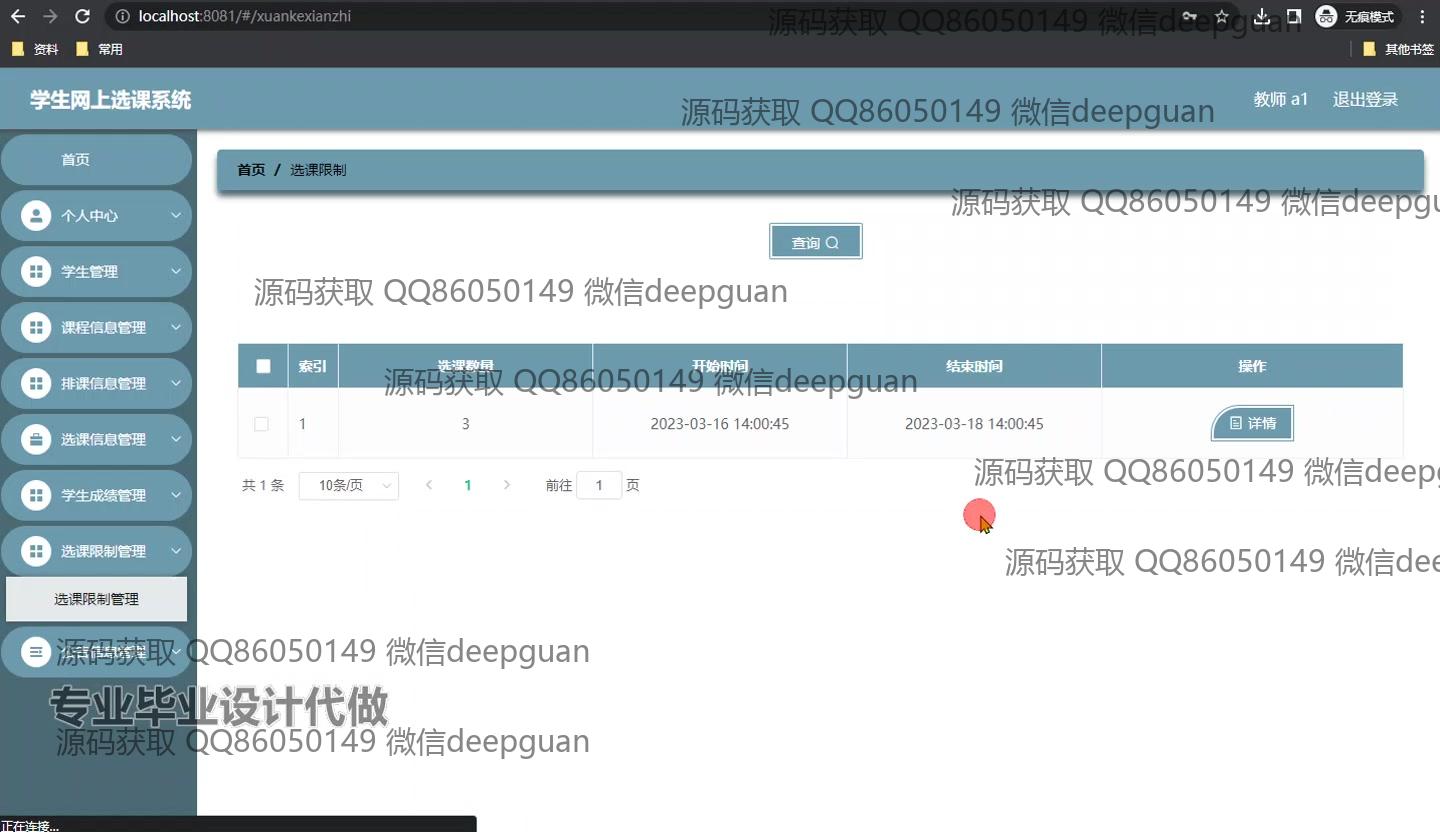 localhost:8081/#/xuankexianzhi
无痕模式
源码获取 QQ86050149 微信deepguan
资料
常用
其他书签
学生网上选课系统
源码获取 QQ86050149 微信deepguan
教师 a1
退出登录
首页
首页 / 选课限制
个人中心
源码获取 QQ86050149 微信deepgu
查询
学生管理
源码获取 QQ86050149 微信deepguan
课程信息管理
索引
选课数量
开始时间
结束时间
操作
源码获取 QQ86050149 微信deepguan
排课信息管理
1
3
2023-03-16 14:00:45
2023-03-18 14:00:45
详情
选课信息管理
源码获取 QQ86050149 微信deepg
共 1 条
10条/页
1
前往 1 页
学生成绩管理
选课限制管理
源码获取 QQ86050149 微信dee
选课限制管理
源码获取 QQ86050149 微信deepguan
专业毕业设计代做
源码获取 QQ86050149 微信deepguan
正在连接...